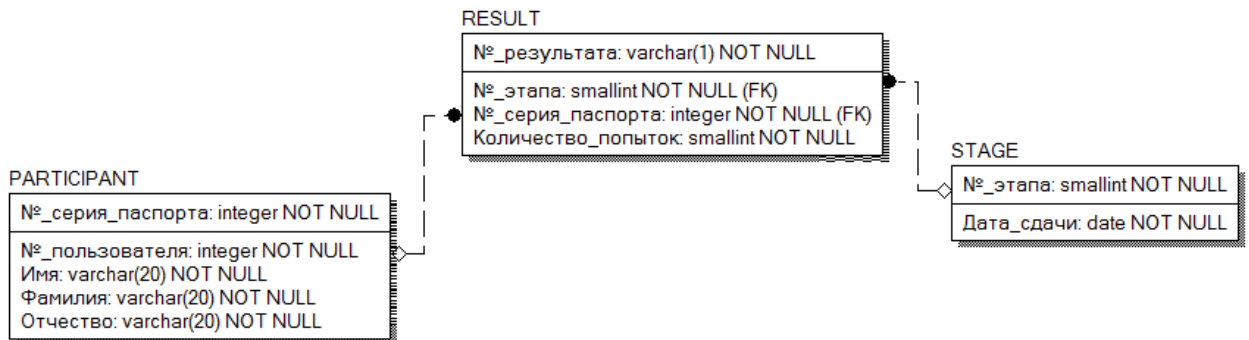 RESULT
№_результата: varchar(1) NOT NULL
№_этапа: smallint NOT NULL (FK)
№_серия_паспорта: integer NOT NULL (FK)
Количество_попыток: smallint NOT NULL
PARTICIPANT
№_серия_паспорта: integer NOT NULL
№_пользователя: integer NOT NULL
Имя: varchar(20) NOT NULL
Фамилия: varchar(20) NOT NULL
Отчество: varchar(20) NOT NULL
STAGE
№_этапа: smallint NOT NULL
Дата_сдачи: date NOT NULL